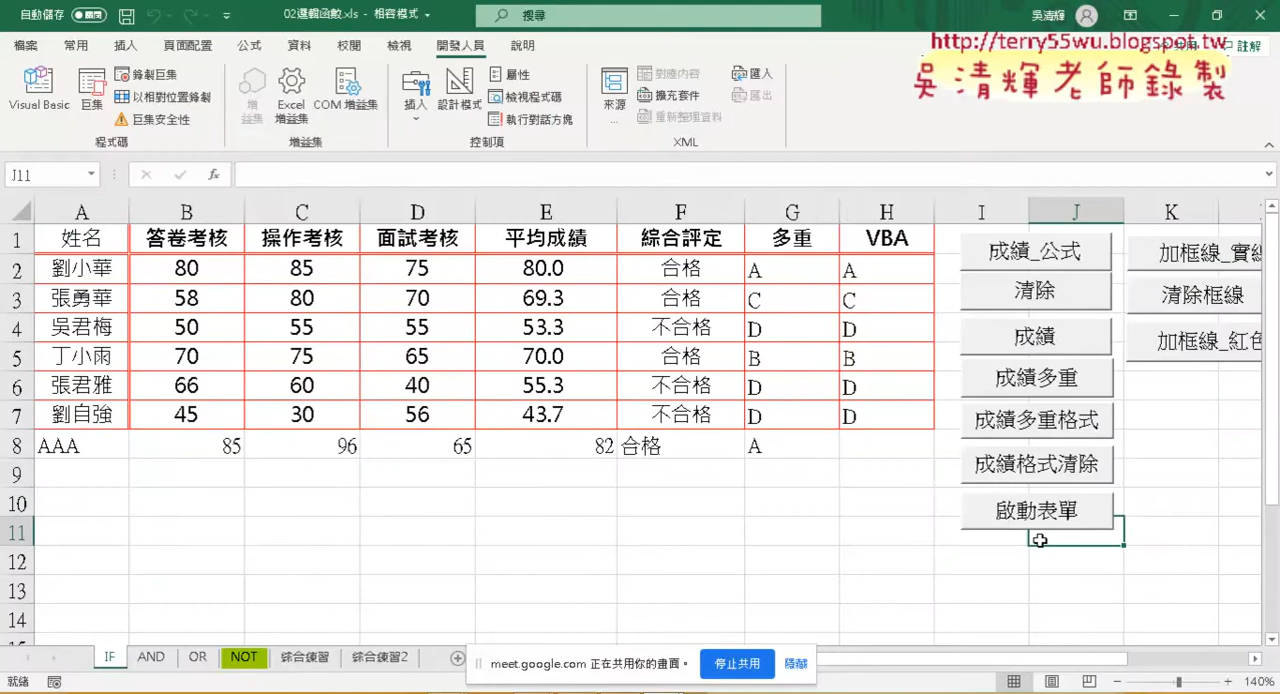 自動儲存 關閉 02邏輯函數.xls - 相容模式 搜尋 吳清輝
檔案 常用 插入 頁面配置 公式 資料 校閱 檢視 開發人員 說明 註解
http://terry55wu.blogspot.tw
吳清輝老師錄製
Visual Basic 巨集 錄製巨集 以相對位置錄製 巨集安全性 程式碼
增益集 Excel 增益集 COM 增益集 增益集
插入 設計模式 屬性 檢視程式碼 執行對話方塊 控制項
來源... 對應內容 擴充套件 重新整理資料 匯入 匯出 XML
J11 fx
A B C D E F G H I J K
1 姓名 答卷考核 操作考核 面試考核 平均成績 綜合評定 多重 VBA
2 劉小華 80 85 75 80.0 合格 A A
3 張勇華 58 80 70 69.3 合格 C C
4 吳君梅 50 55 55 53.3 不合格 D D
5 丁小雨 70 75 65 70.0 合格 B B
6 張君雅 66 60 40 55.3 不合格 D D
7 劉自強 45 30 56 43.7 不合格 D D
8 AAA 85 96 65 82 合格 A
9
10
11
12
13
14
成績_公式
清除
成績
成績多重
成績多重格式
成績格式清除
啟動表單
加框線_實
清除框線
加框線_紅色
IF AND OR NOT 綜合練習 綜合練習2
meet.google.com 正在共用你的畫面。 停止共用 隱藏
就緒 140%